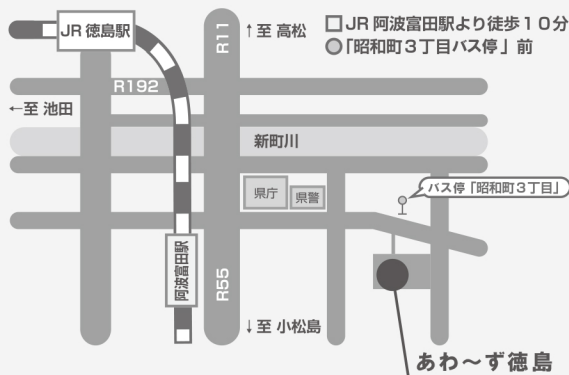 JR 徳島駅
R11
↑至 高松
□JR 阿波富田駅より徒歩10分
○「昭和町3丁目バス停」前
R192
←至 池田
新町川
県庁
県警
バス停「昭和町3丁目」
阿波富田駅
R55
↓至 小松島
あわ～ず徳島